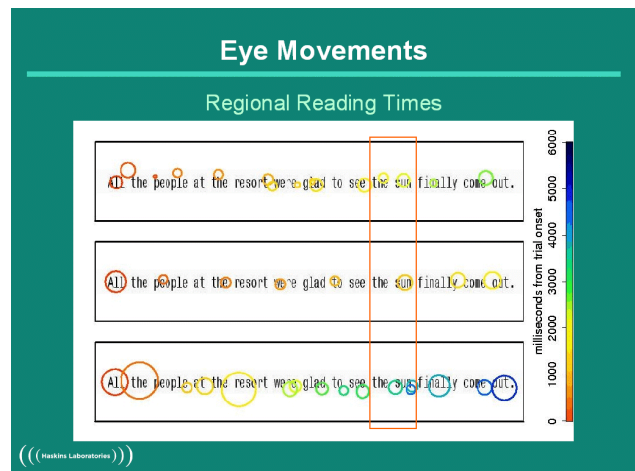 Eye Movements
Regional Reading Times
All the people at the resort were glad to see the sun finally come out.
All the people at the resort were glad to see the sun finally come out.
All the people at the resort were glad to see the sun finally come out.
0 1000 2000 3000 4000 5000 6000
milliseconds from trial onset
(((Haskins Laboratories)))